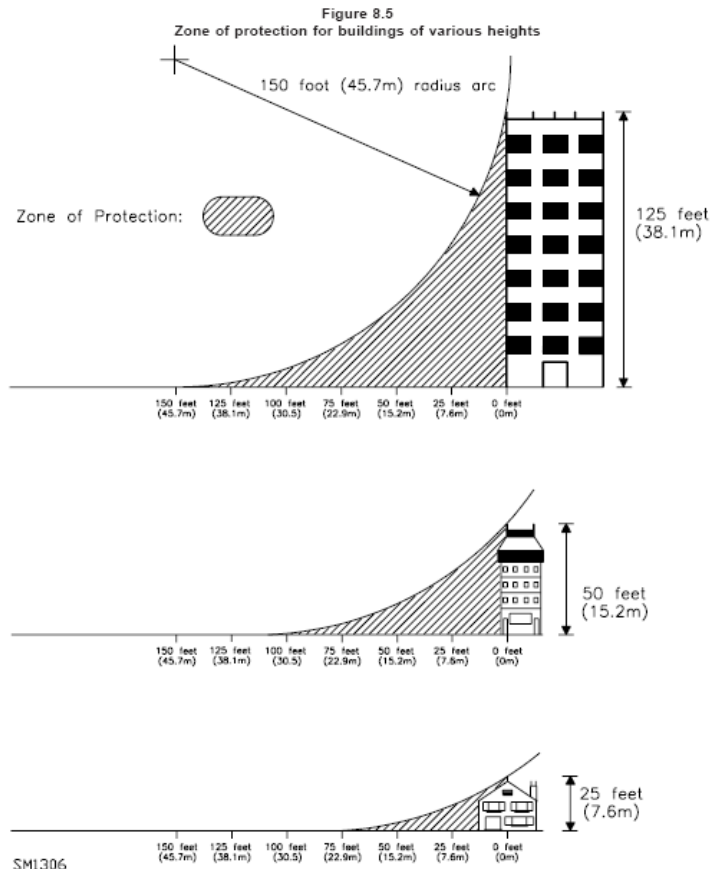 Figure 8.5
Zone of protection for buildings of various heights
150 foot (45.7m) radius arc
Zone of Protection:
125 feet
(38.1m)
150 feet 125 feet 100 feet 75 feet 50 feet 25 feet 0 feet
(45.7m) (38.1m) (30.5) (22.9m) (15.2m) (7.6m) (0m)
50 feet
(15.2m)
150 feet 125 feet 100 feet 75 feet 50 feet 25 feet 0 feet
(45.7m) (38.1m) (30.5) (22.9m) (15.2m) (7.6m) (0m)
25 feet
(7.6m)
150 feet 125 feet 100 feet 75 feet 50 feet 25 feet 0 feet
(45.7m) (38.1m) (30.5) (22.9m) (15.2m) (7.6m) (0m)
SM1306